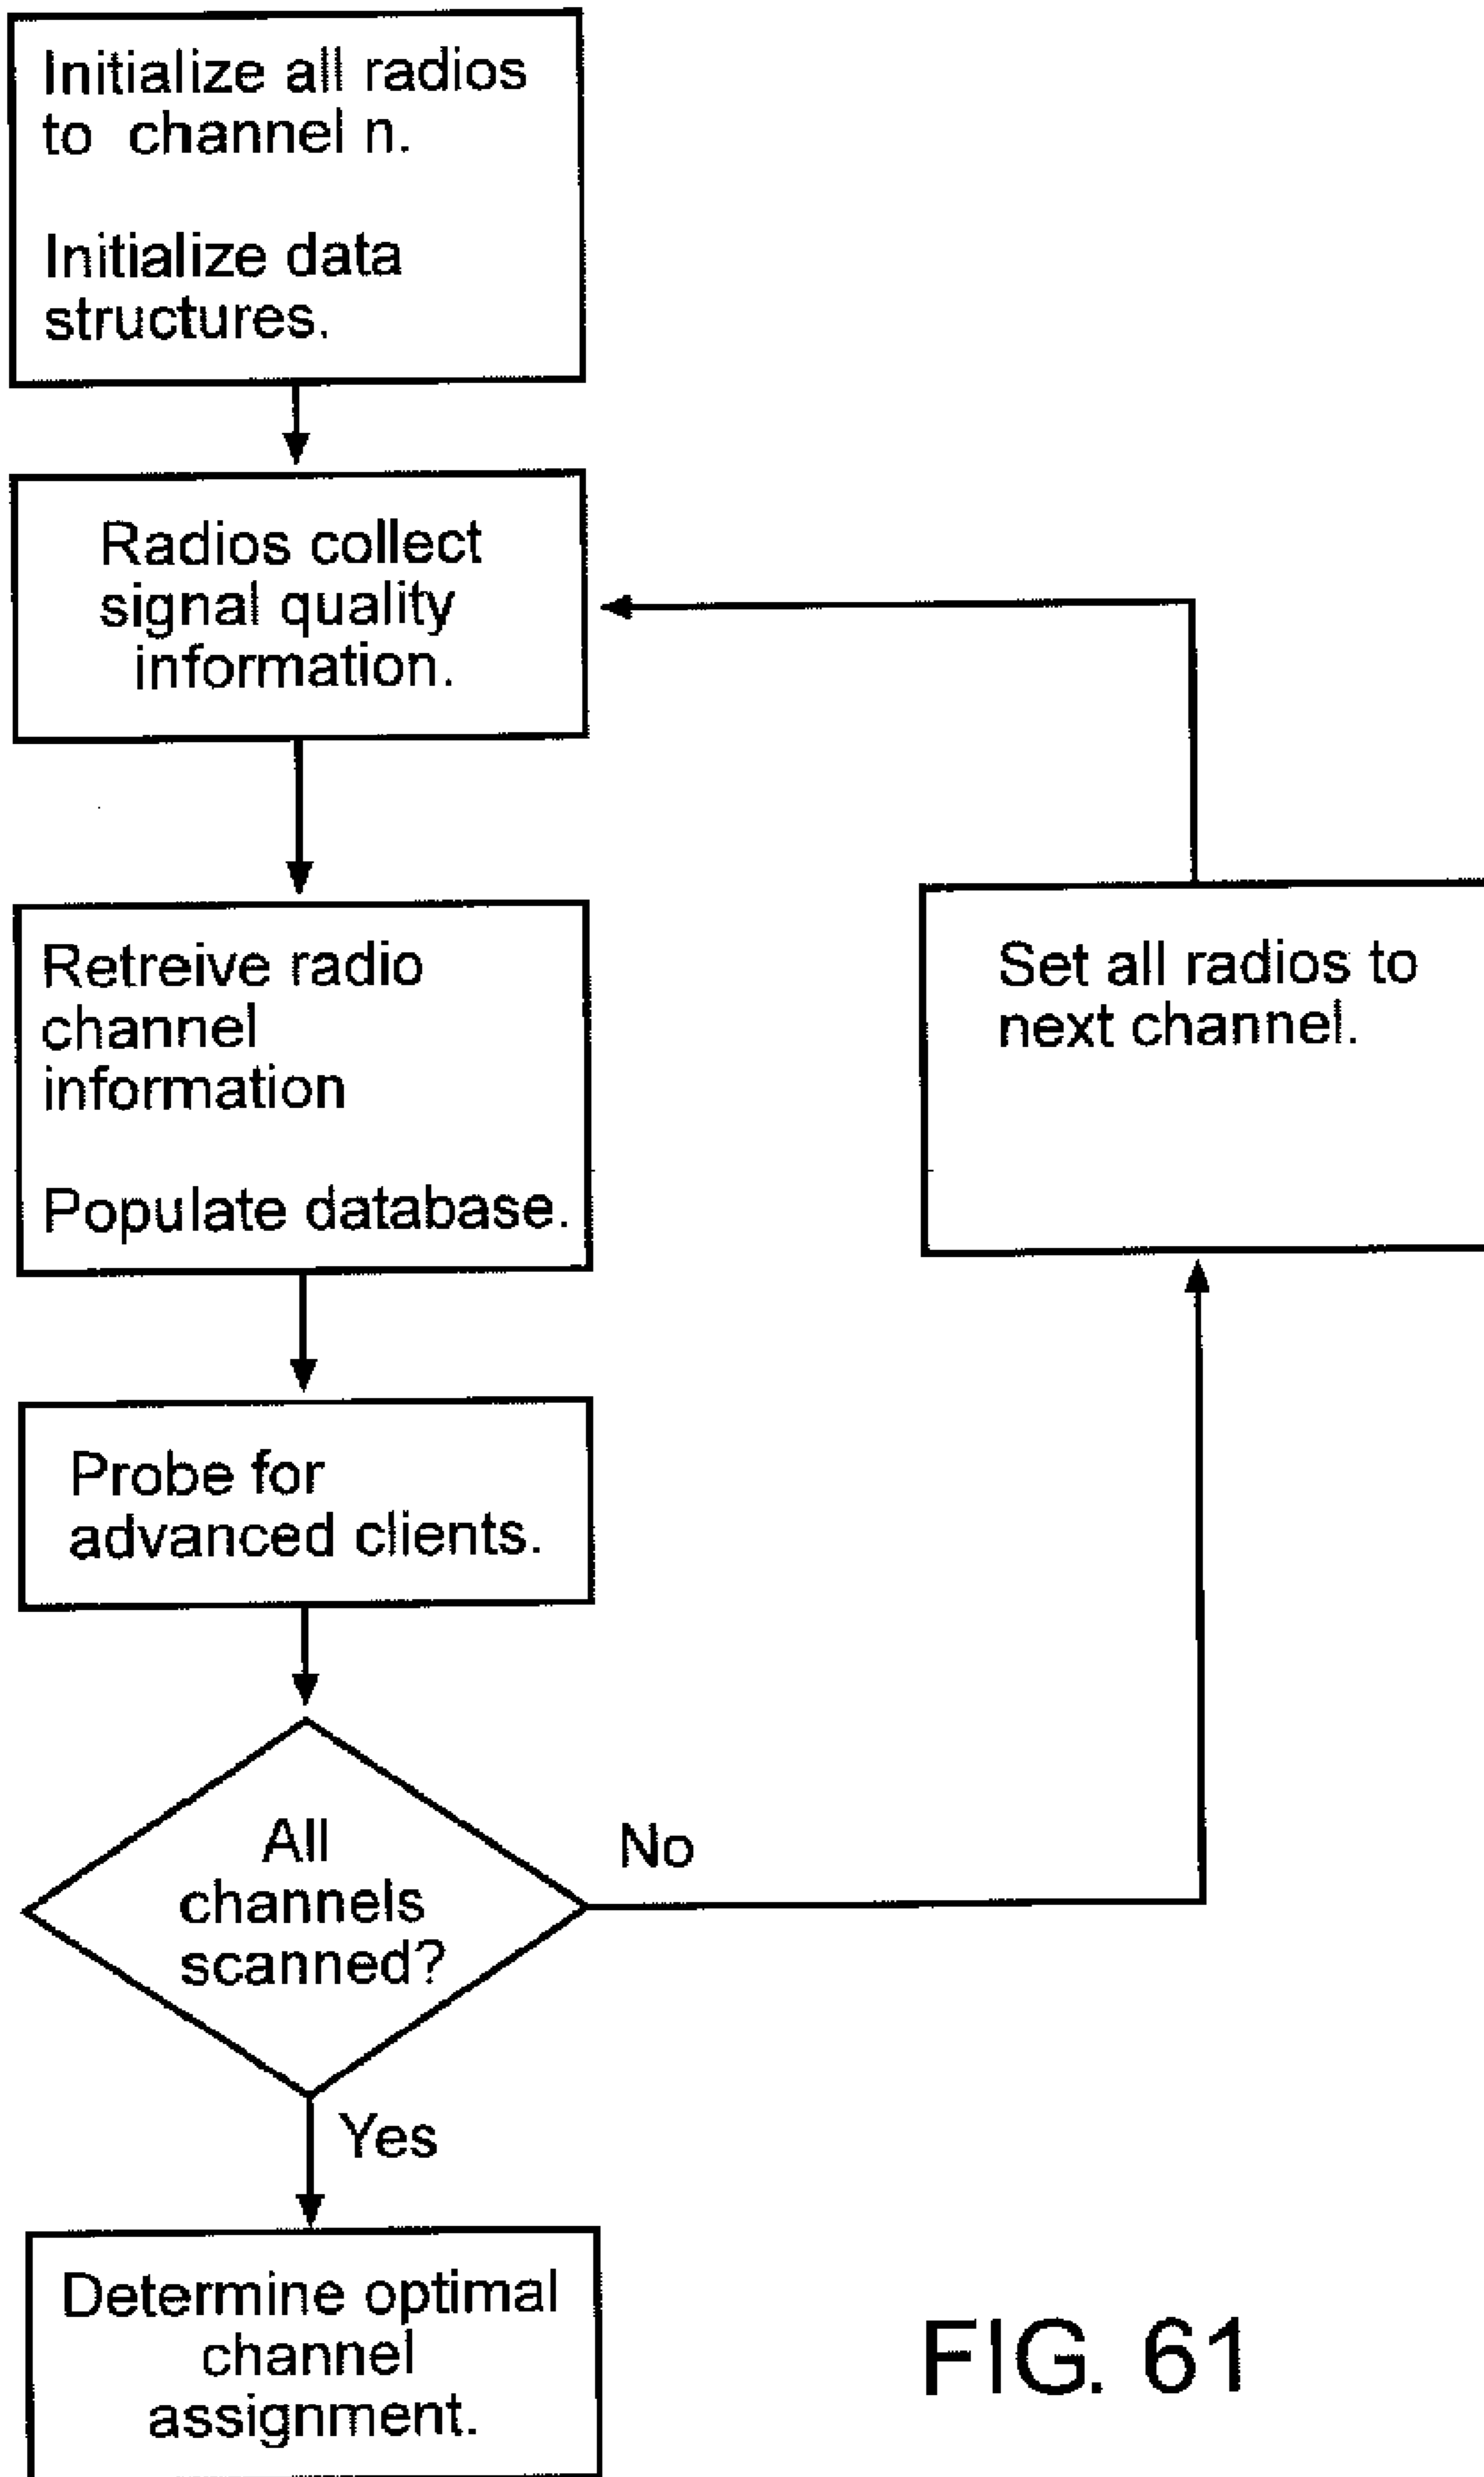 Initialize all radios
to channel n.
Initialize data
structures.
Radios collect
signal quality
information.
Retreive radio
channel
information
Populate database.
Set all radios to
next channel.
Probe for
advanced clients.
All
channels
scanned?
No
Yes
Determine optimal
channel
assignment.
FIG. 61